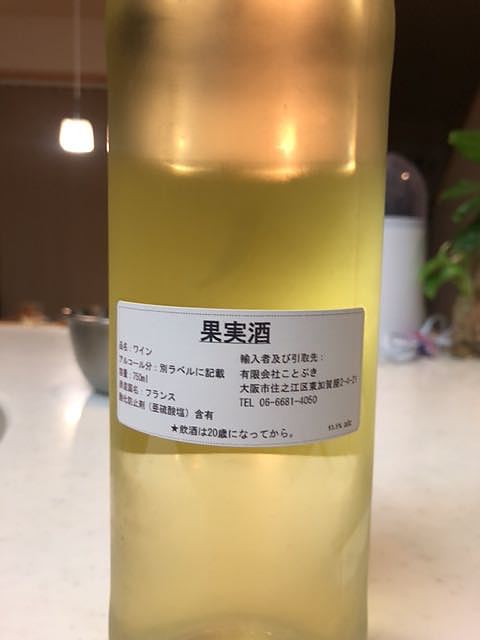 果実酒
品名:ワイン
アルコール分:別ラベルに記載
容量:750ml
原産国名:フランス
酸化防止剤(亜硫酸塩)含有
輸入者及び引取先:
有限会社ことぶき
大阪市住之江区東加賀屋2-4-21
TEL 06-6681-4050
★飲酒は20歳になってから。